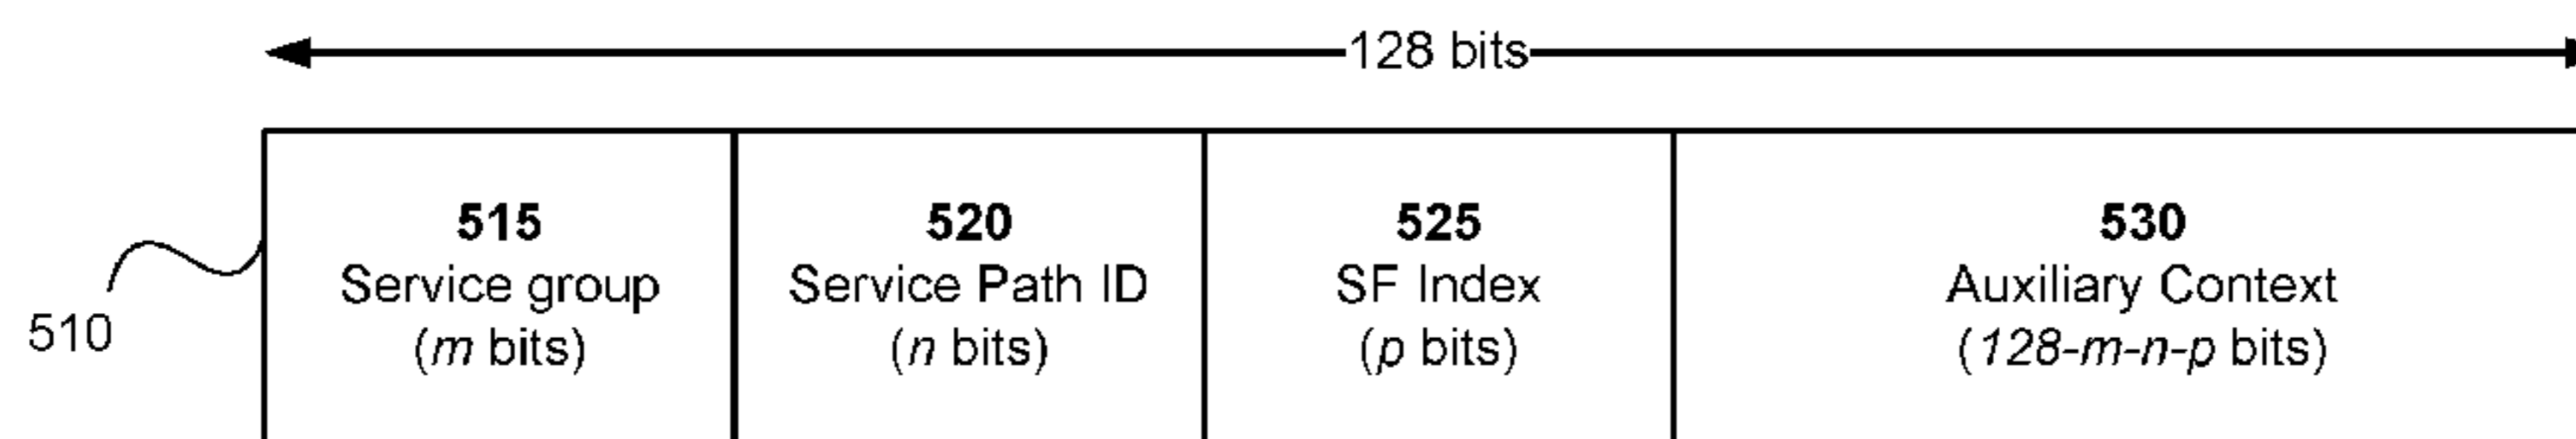 128 bits
515 520 525 530
Service group Service Path ID SF Index Auxiliary Context
(m bits) (n bits) (p bits) (128-m-n-p bits)
510